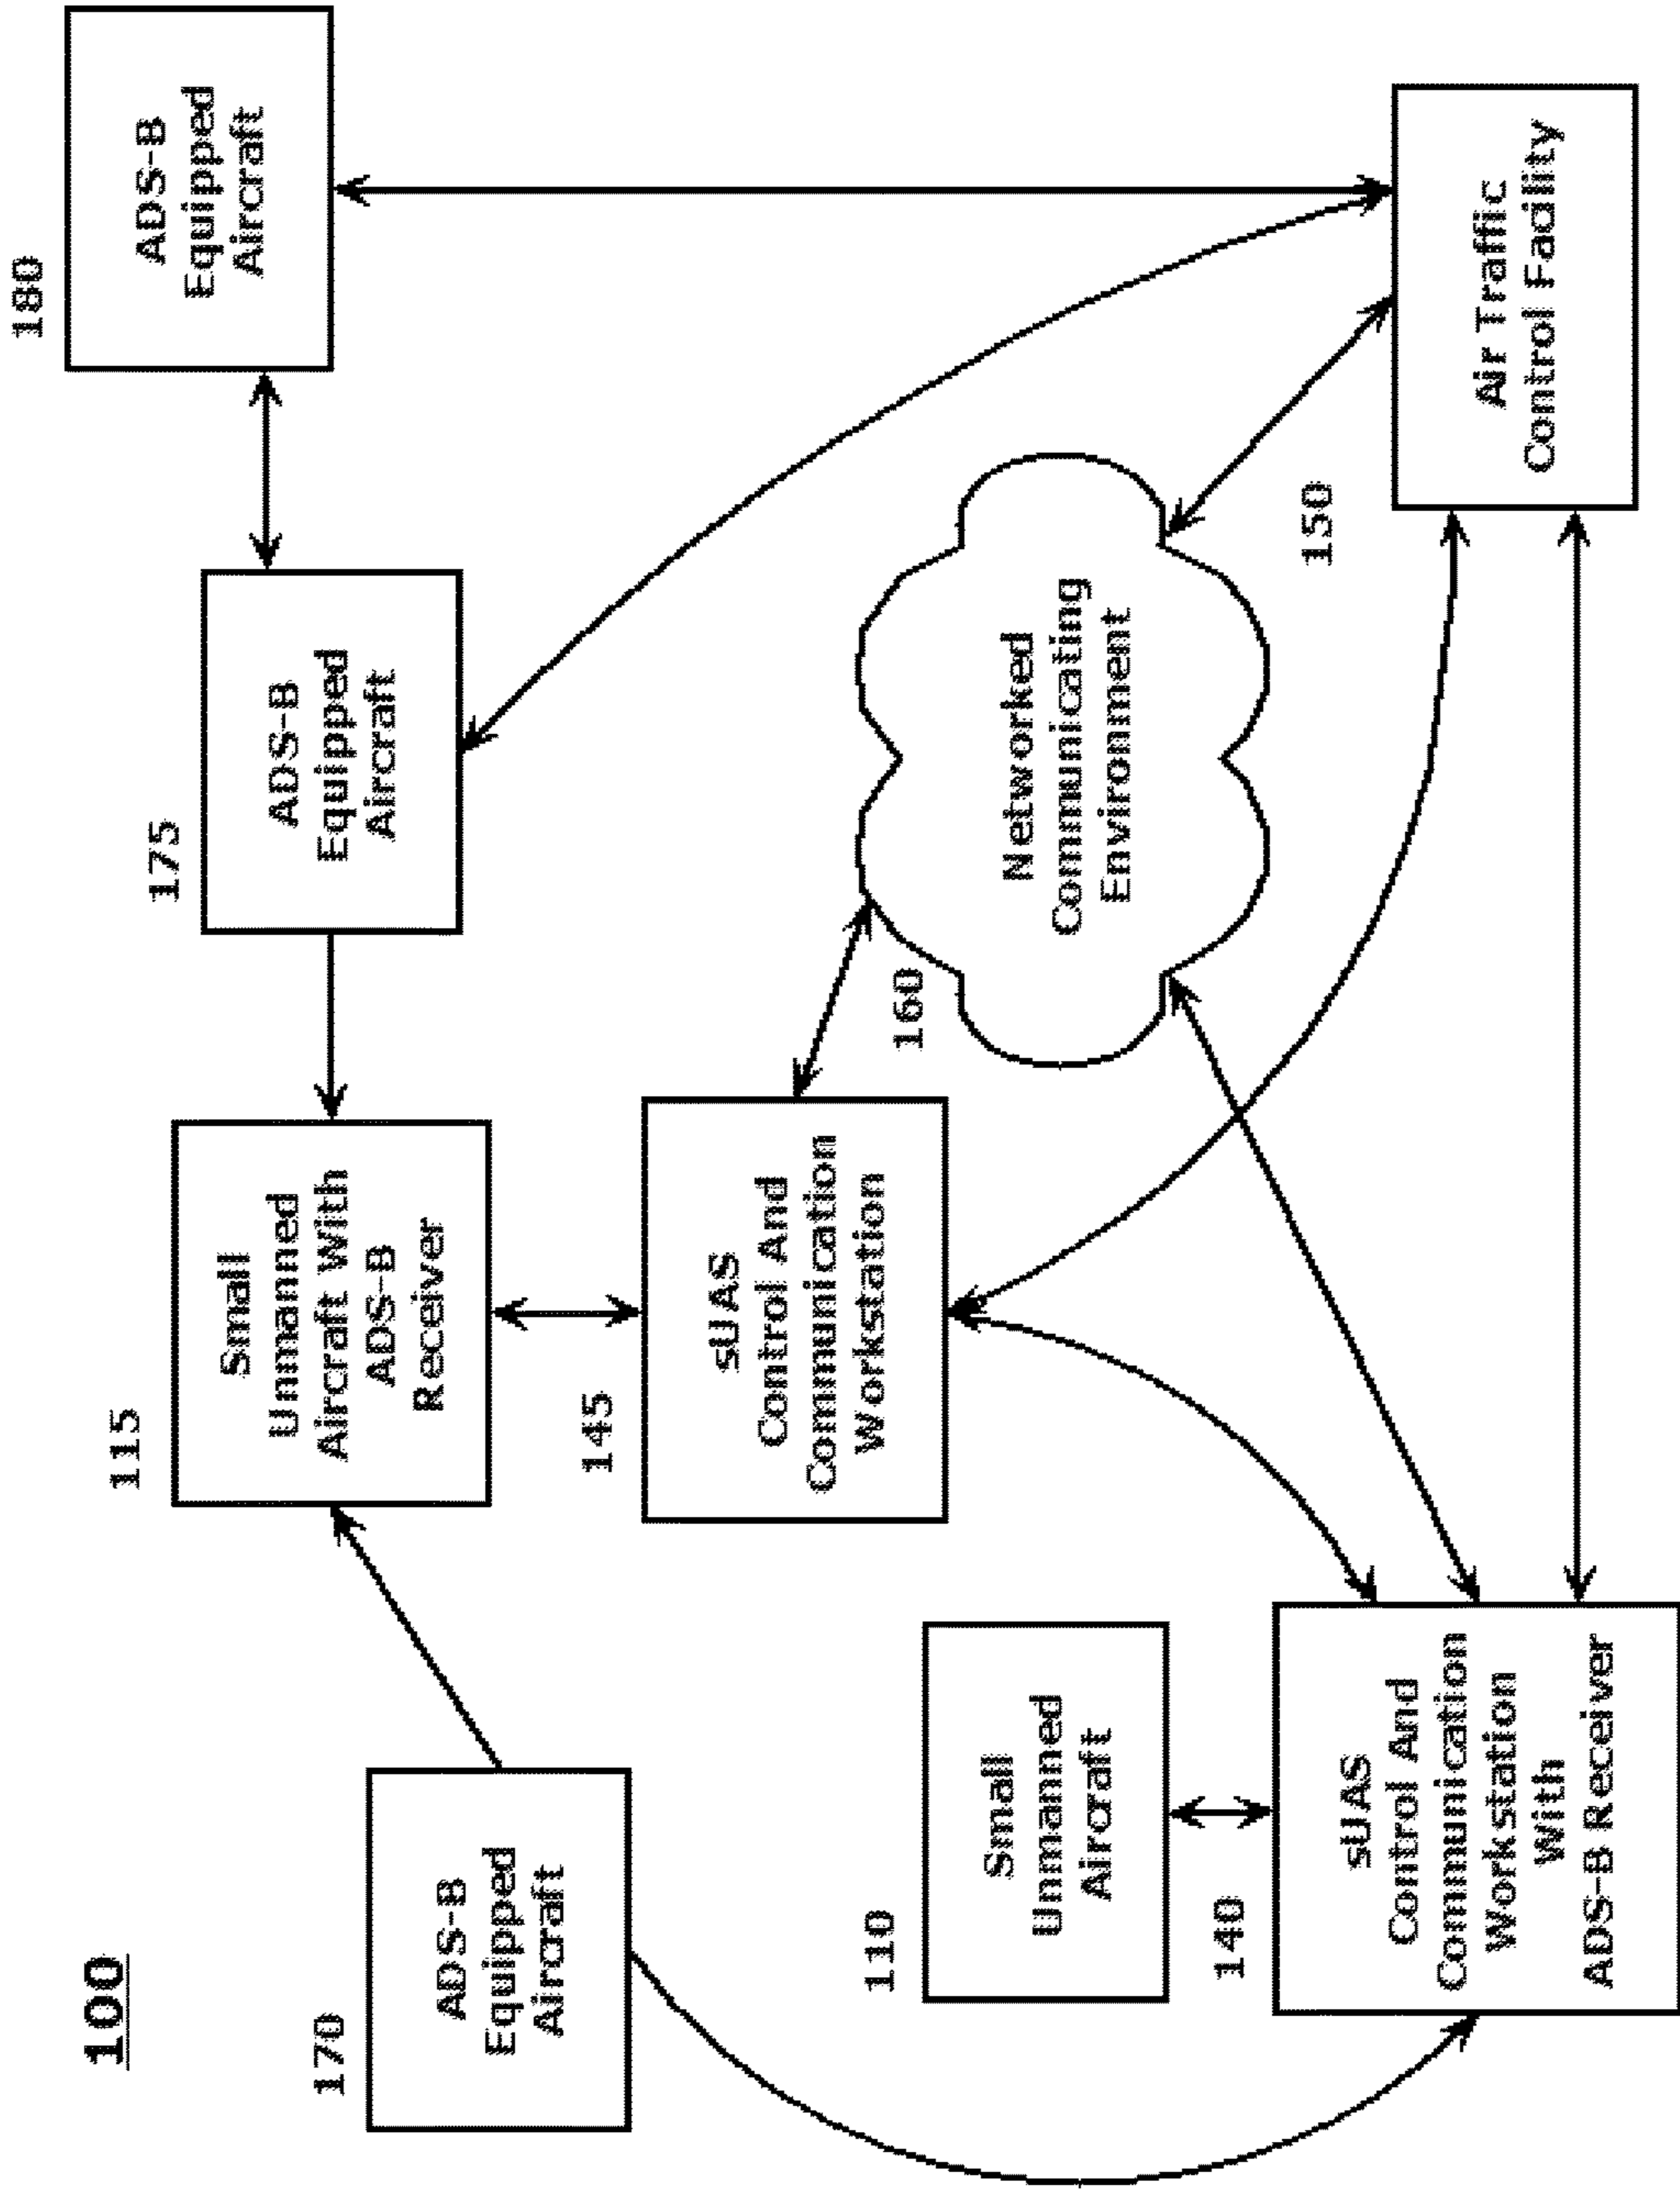 100
170
ADS-B
Equipped
Aircraft
115
Small
Unmanned
Aircraft With
ADS-B
Receiver
175
ADS-B
Equipped
Aircraft
180
ADS-B
Equipped
Aircraft
145
sUAS
Control And
Communication
Workstation
160
Networked
Communicating
Environment
110
Small
Unmanned
Aircraft
140
sUAS
Control And
Communication
Workstation
With
ADS-B Receiver
150
Air Traffic
Control Facility